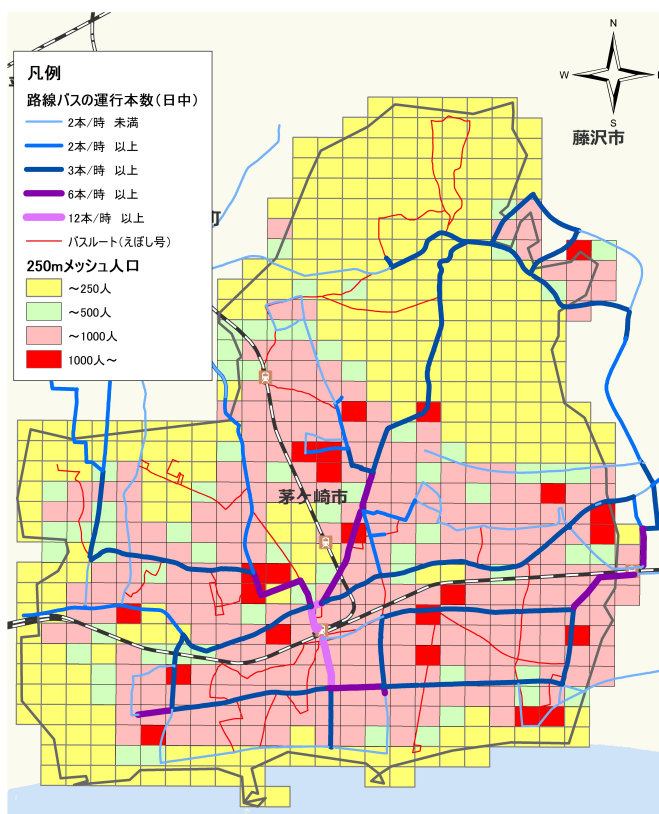 凡例
路線バスの運行本数(日中)
2本/時 未満
2本/時 以上
3本/時 以上
6本/時 以上
12本/時 以上
バスルート(えぼし号)
250mメッシュ人口
～250人
～500人
～1000人
1000人～
N
W
S
藤沢市
町
茅ヶ崎市